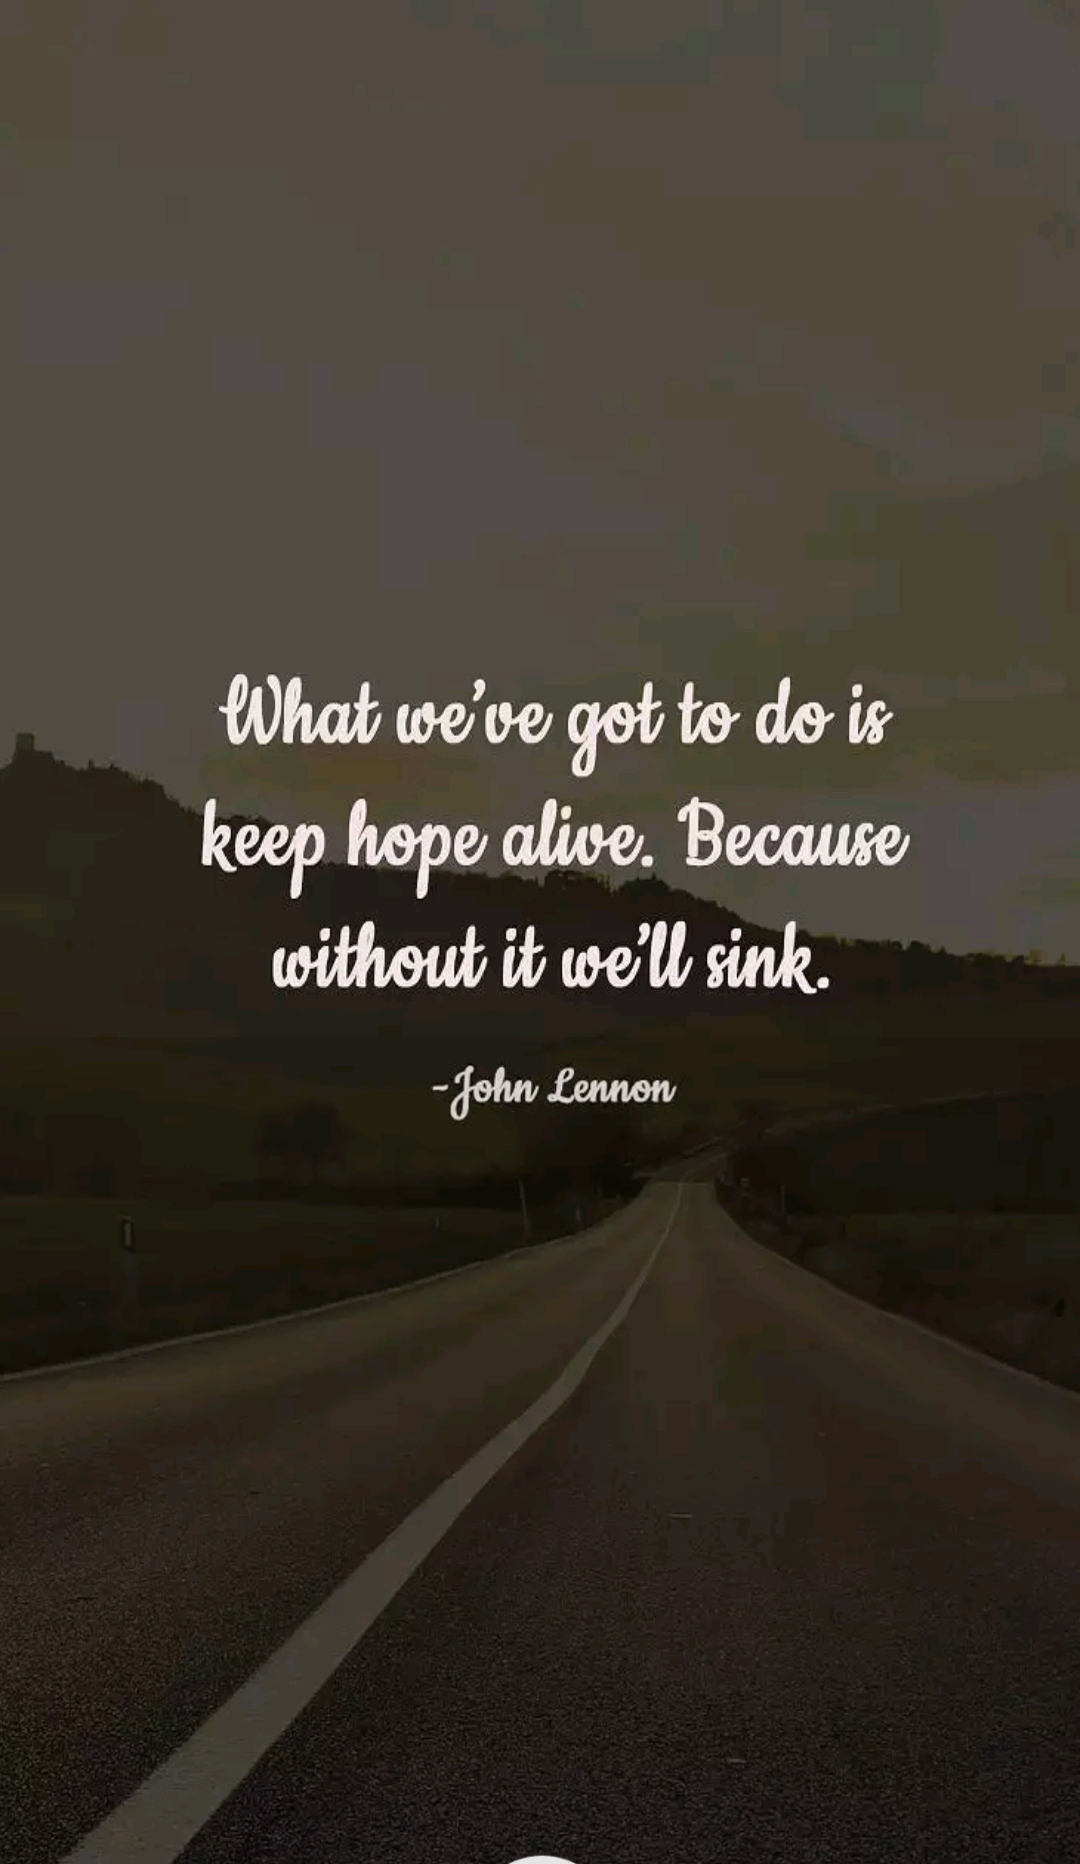 What we've got to do is
keep hope alive. Because
without it we'll sink.
-John Lennon